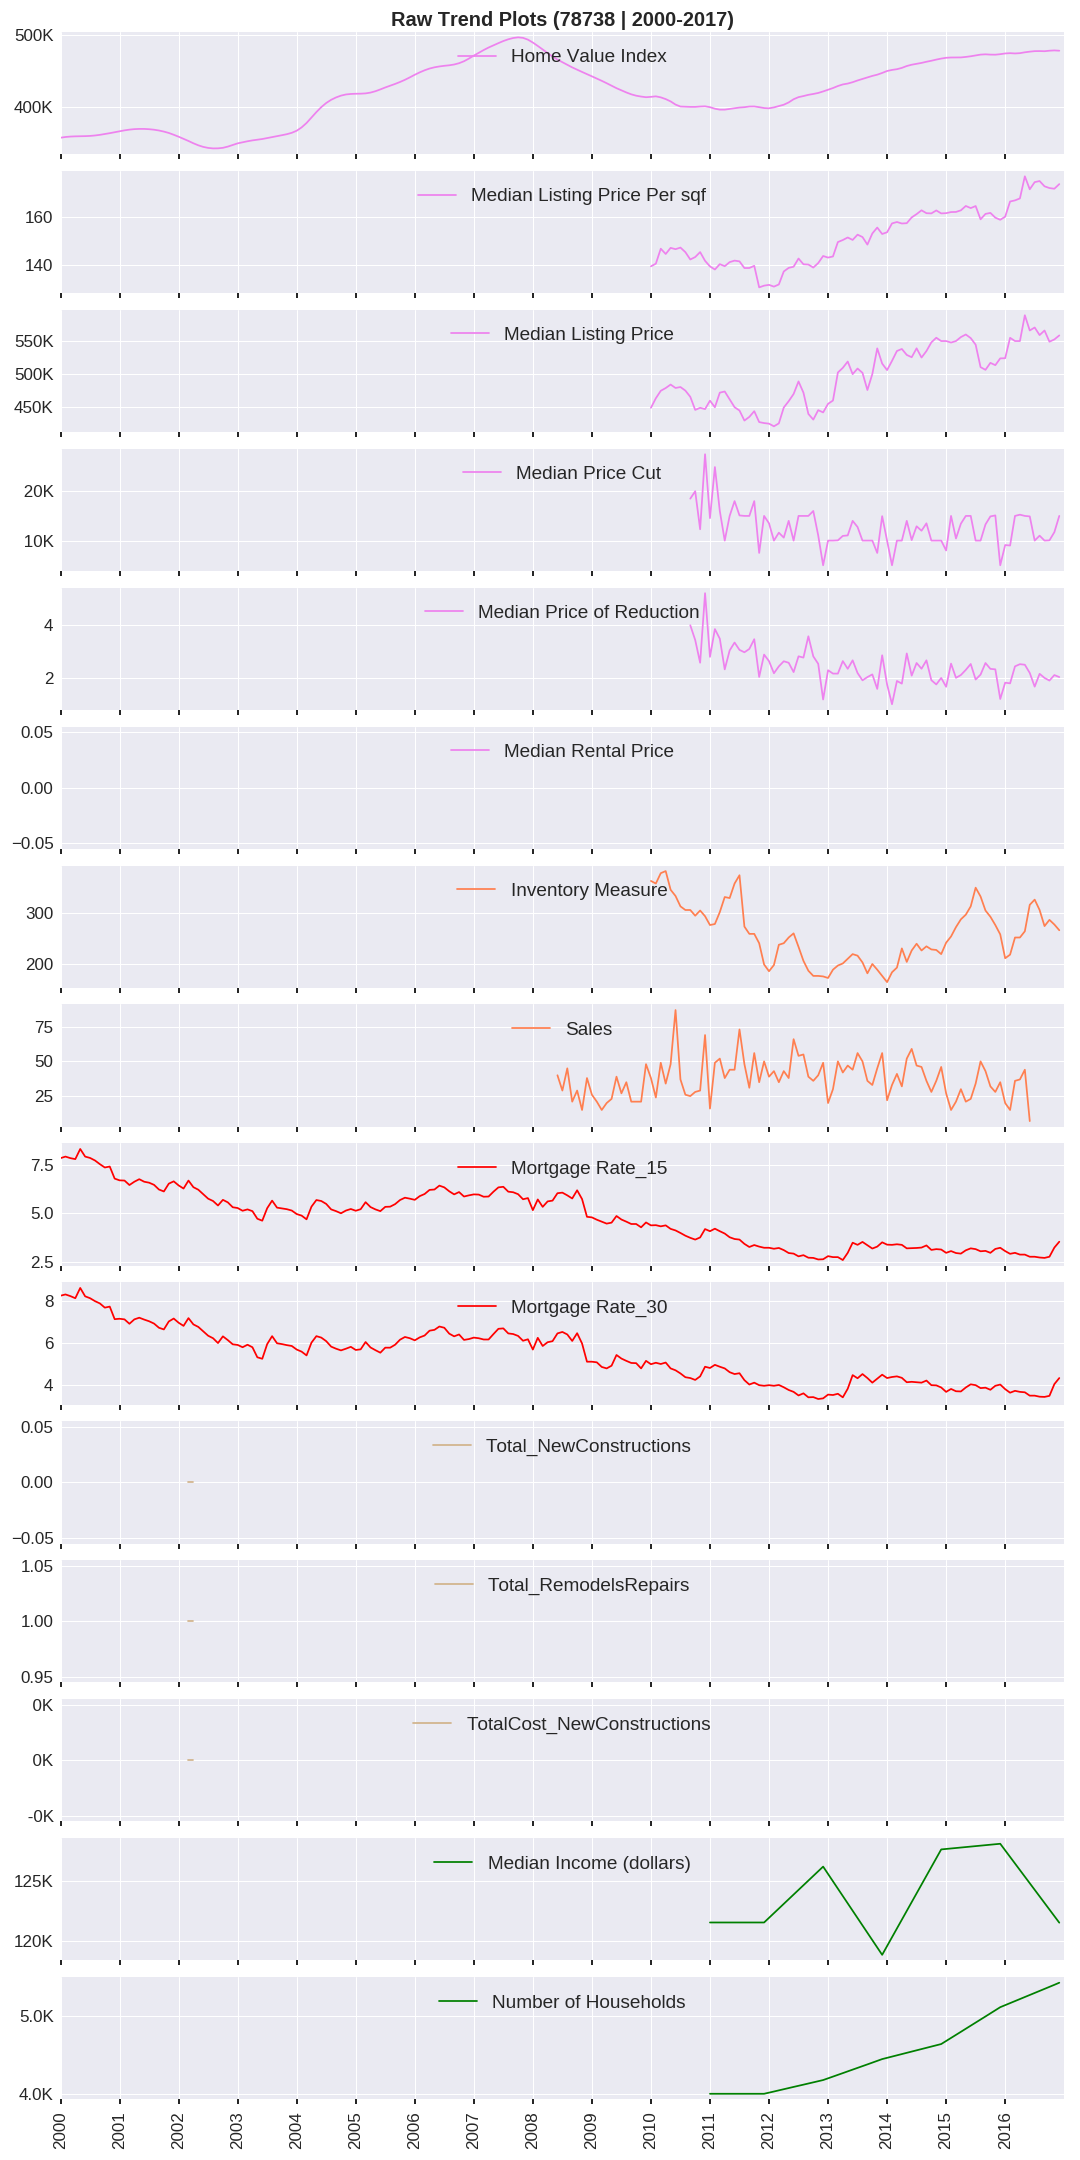 Raw Trend Plots (78738 | 2000-2017)
500K
Home Value Index
400K
Median Listing Price Per sqf
160
140
Median Listing Price
550K
500K
450K
Median Price Cut
20K
10K
Median Price of Reduction
4
2
0.05
Median Rental Price
0.00
−0.05
Inventory Measure
300
200
75
Sales
50
25
7.5
Mortgage Rate_15
5.0
2.5
8
Mortgage Rate_30
6
4
0.05
Total_NewConstructions
0.00
−0.05
1.05
Total_RemodelsRepairs
1.00
0.95
0K
TotalCost_NewConstructions
0K
-0K
Median Income (dollars)
125K
120K
Number of Households
5.0K
4.0K
2000 2001 2002 2003 2004 2005 2006 2007 2008 2009 2010 2011 2012 2013 2014 2015 2016